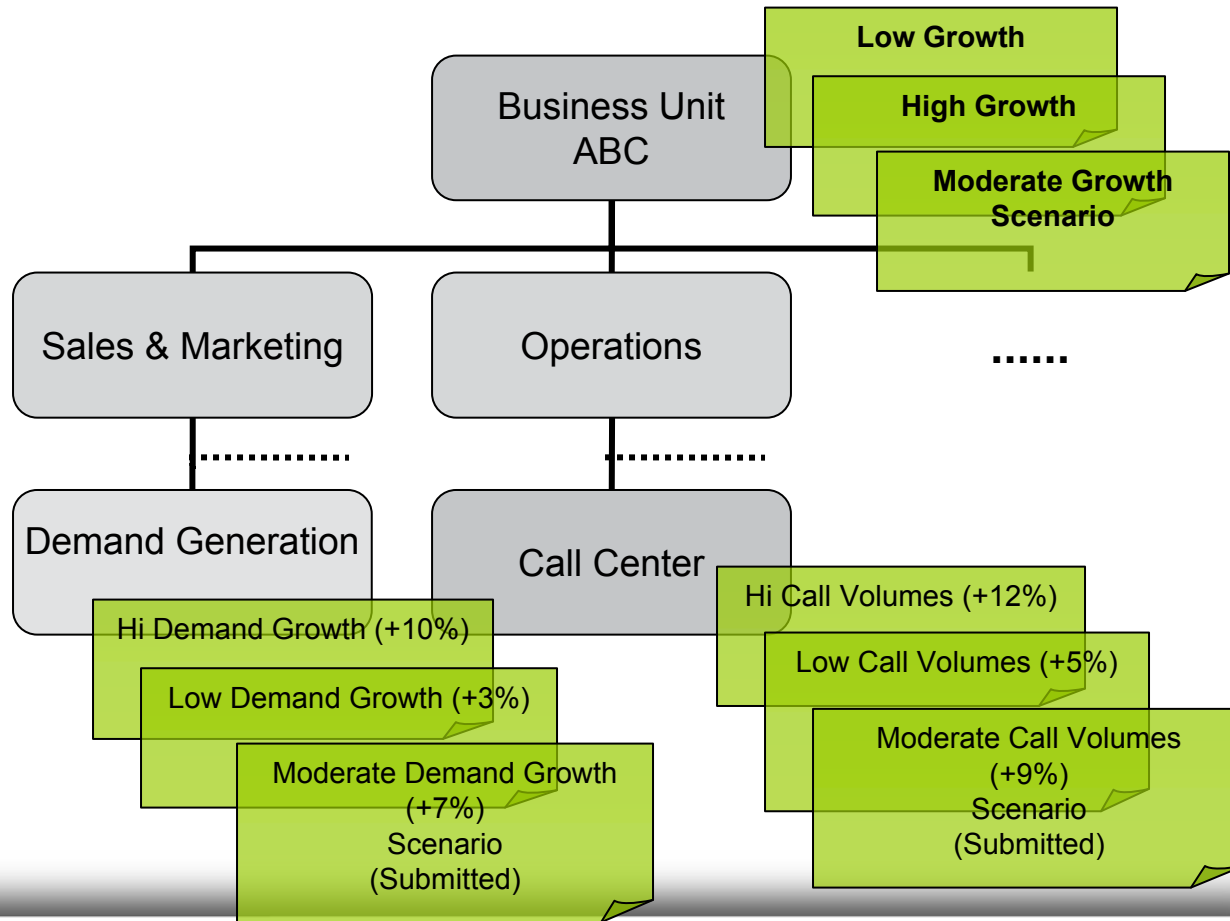 Low Growth
Business Unit
ABC
High Growth
Moderate Growth
Scenario
Sales & Marketing
Operations
......
Demand Generation
Call Center
Hi Demand Growth (+10%)
Low Demand Growth (+3%)
Moderate Demand Growth
(+7%)
Scenario
(Submitted)
Hi Call Volumes (+12%)
Low Call Volumes (+5%)
Moderate Call Volumes
(+9%)
Scenario
(Submitted)